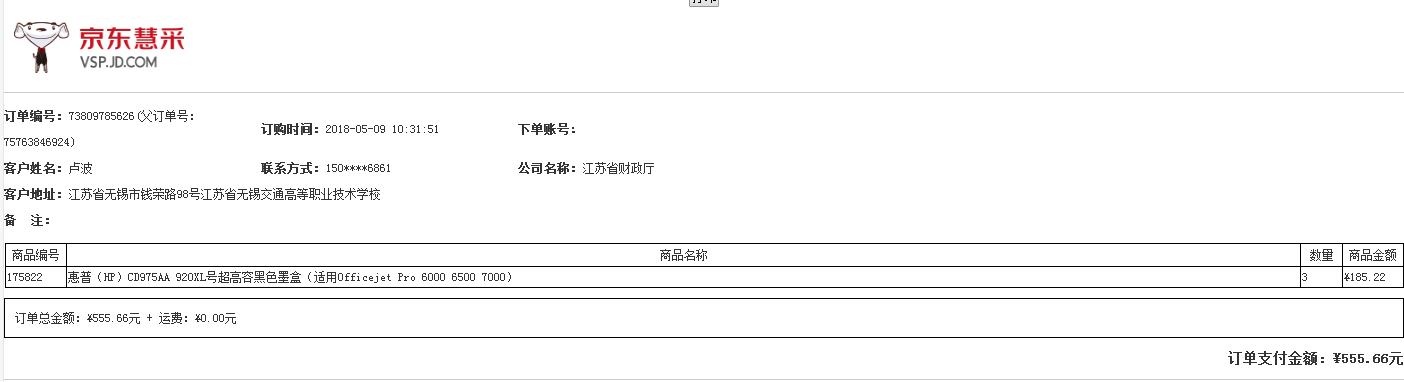 京东慧采
VSP.JD.COM
订单编号：73809785626(父订单号：
75763846924)
订购时间：2018-05-09 10:31:51
下单账号：
客户姓名：卢波
联系方式：150****6861
公司名称：江苏省财政厅
客户地址：江苏省无锡市钱荣路98号江苏省无锡交通高等职业技术学校
备 注：
商品编号 商品名称 数量 商品金额
175822 惠普（HP）CD975AA 920XL号超高容黑色墨盒（适用Officejet Pro 6000 6500 7000） 3 ¥185.22
订单总金额：¥555.66元 + 运费：¥0.00元
订单支付金额：¥555.66元